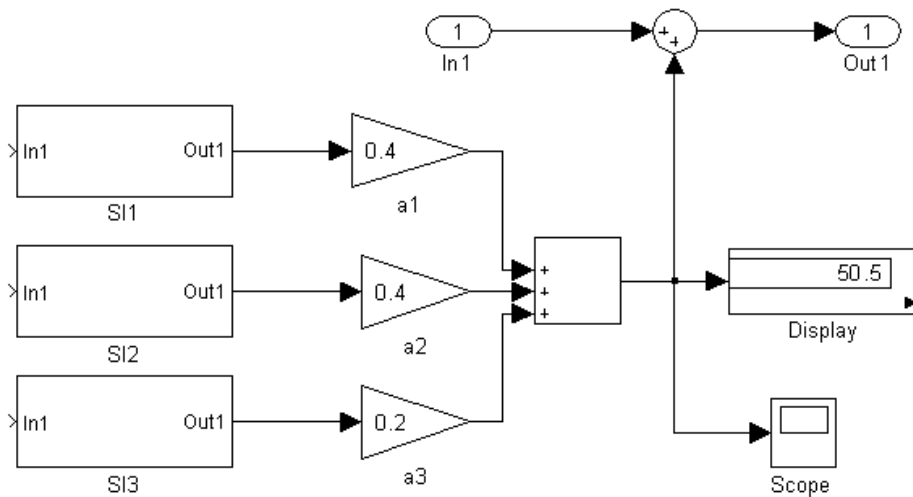 1
In1
+
+
1
Out1
In1
Out1
SI1
0.4
a1
In1
Out1
SI2
0.4
a2
In1
Out1
SI3
0.2
a3
+
+
+
50.5
Display
Scope